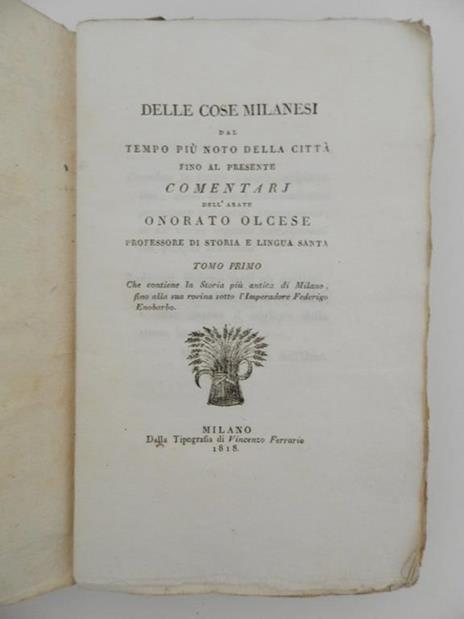 DELLE COSE MILANESI
DAL
TEMPO PIÙ NOTO DELLA CITTÀ
FINO AL PRESENTE
COMENTARJ
DELL'ABATE
ONORATO OLCESE
PROFESSORE DI STORIA E LINGUA SANTA
TOMO PRIMO
Che contiene la Storia più antica di Milano,
fino alla sua rovina sotto l'Imperadore Federigo
Enobarbo.
MILANO
Dalla Tipografia di Vincenzo Ferrario
1818.